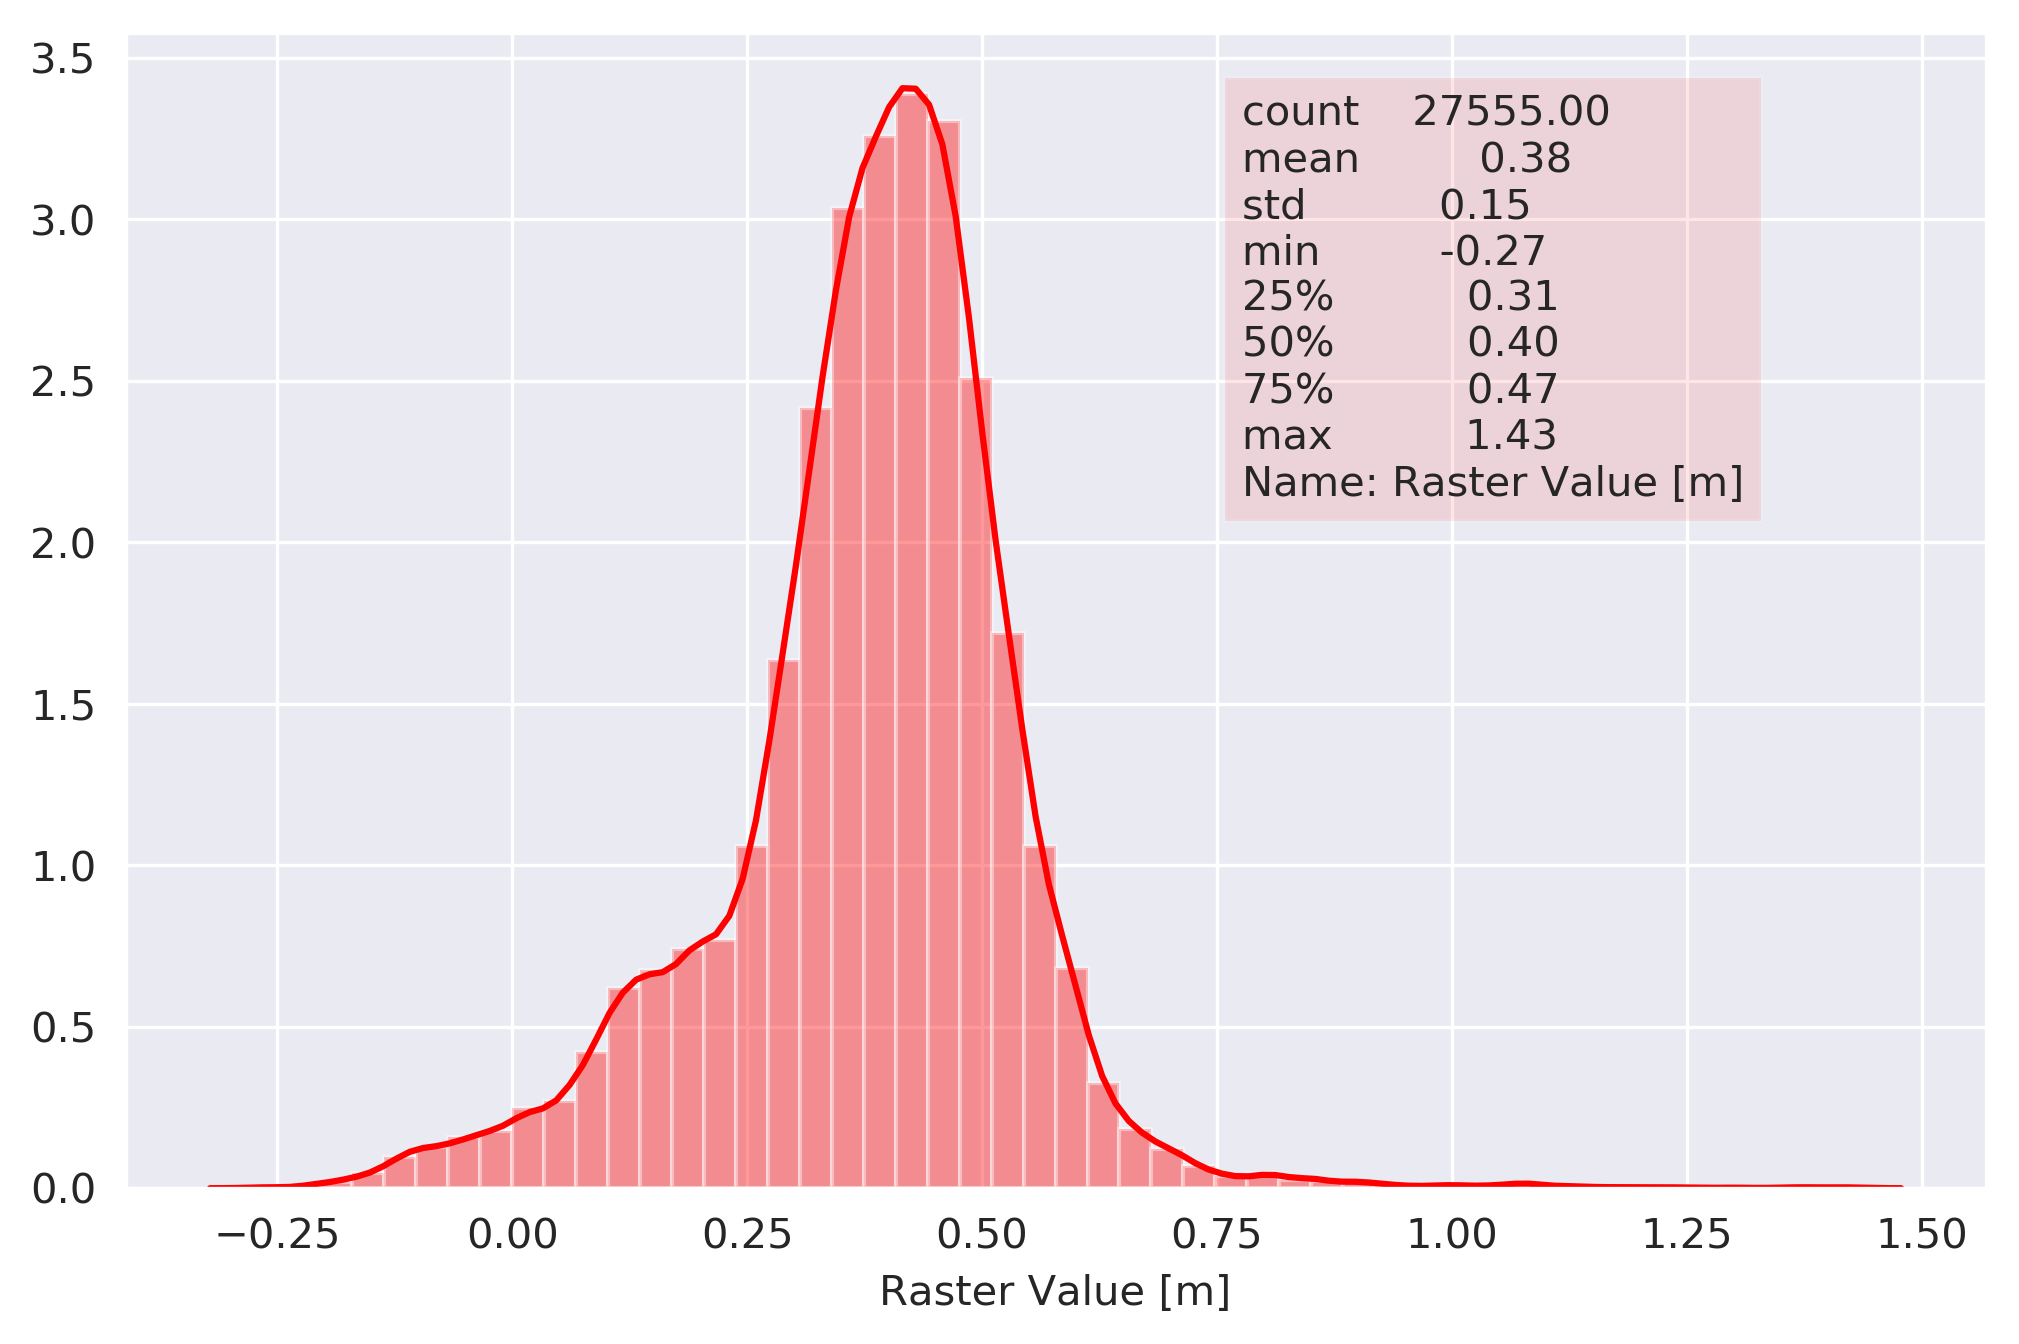 3.5
3.0
2.5
2.0
1.5
1.0
0.5
0.0
count 27555.00
mean 0.38
std 0.15
min -0.27
25% 0.31
50% 0.40
75% 0.47
max 1.43
Name: Raster Value [m]
−0.25 0.00 0.25 0.50 0.75 1.00 1.25 1.50
Raster Value [m]